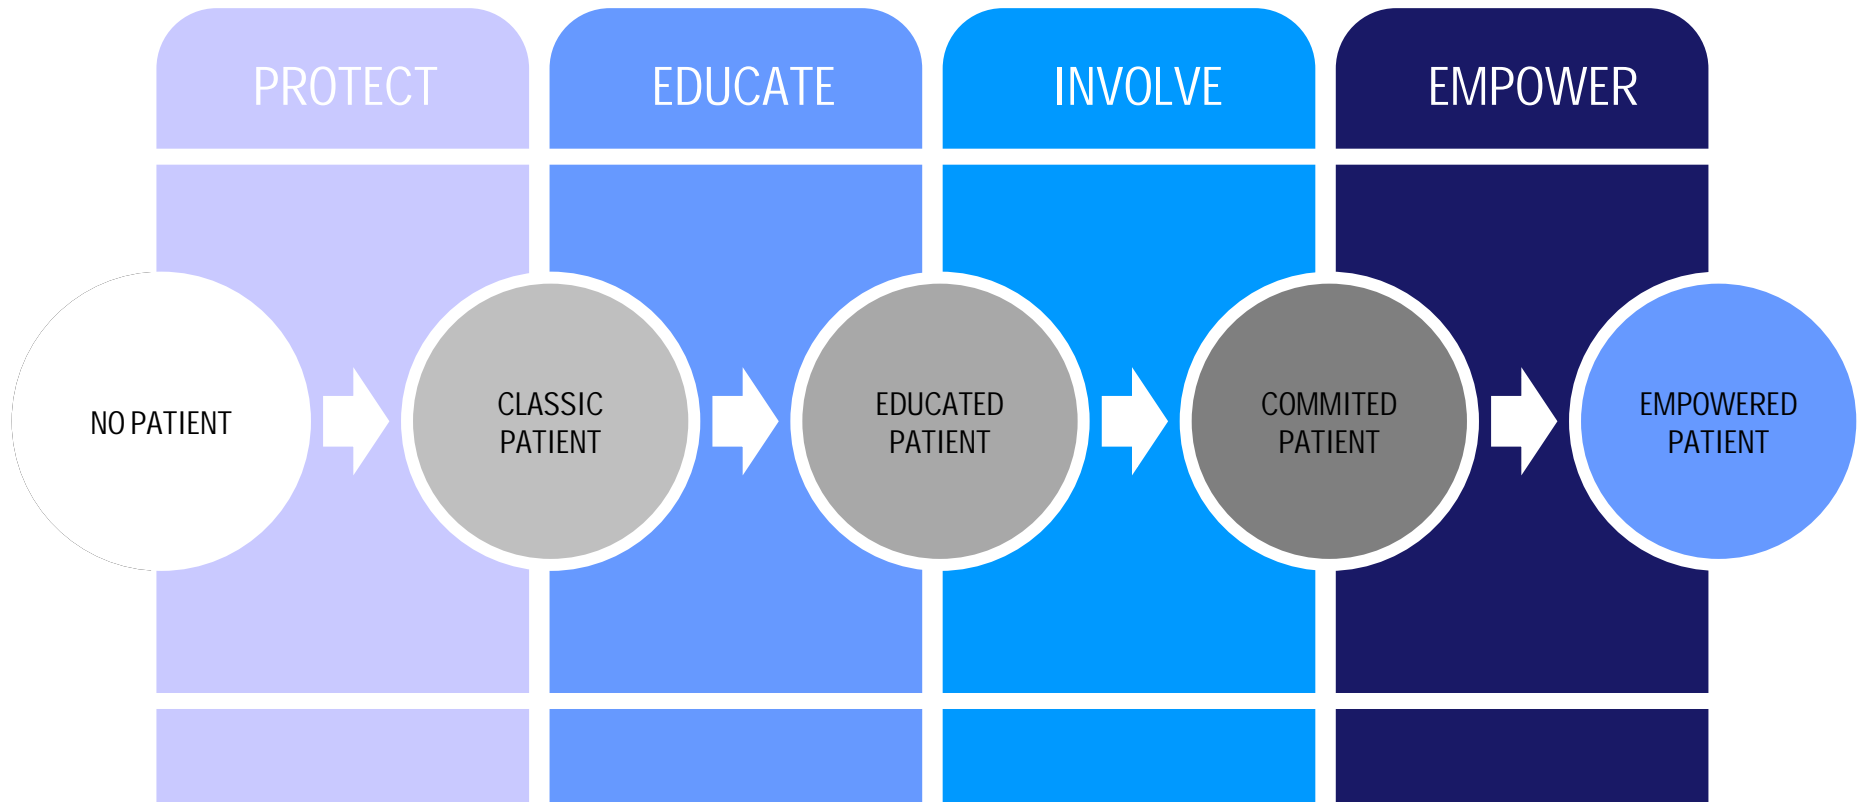 PROTECT
EDUCATE
INVOLVE
EMPOWER
NO PATIENT
CLASSIC
PATIENT
EDUCATED
PATIENT
COMMITED
PATIENT
EMPOWERED
PATIENT